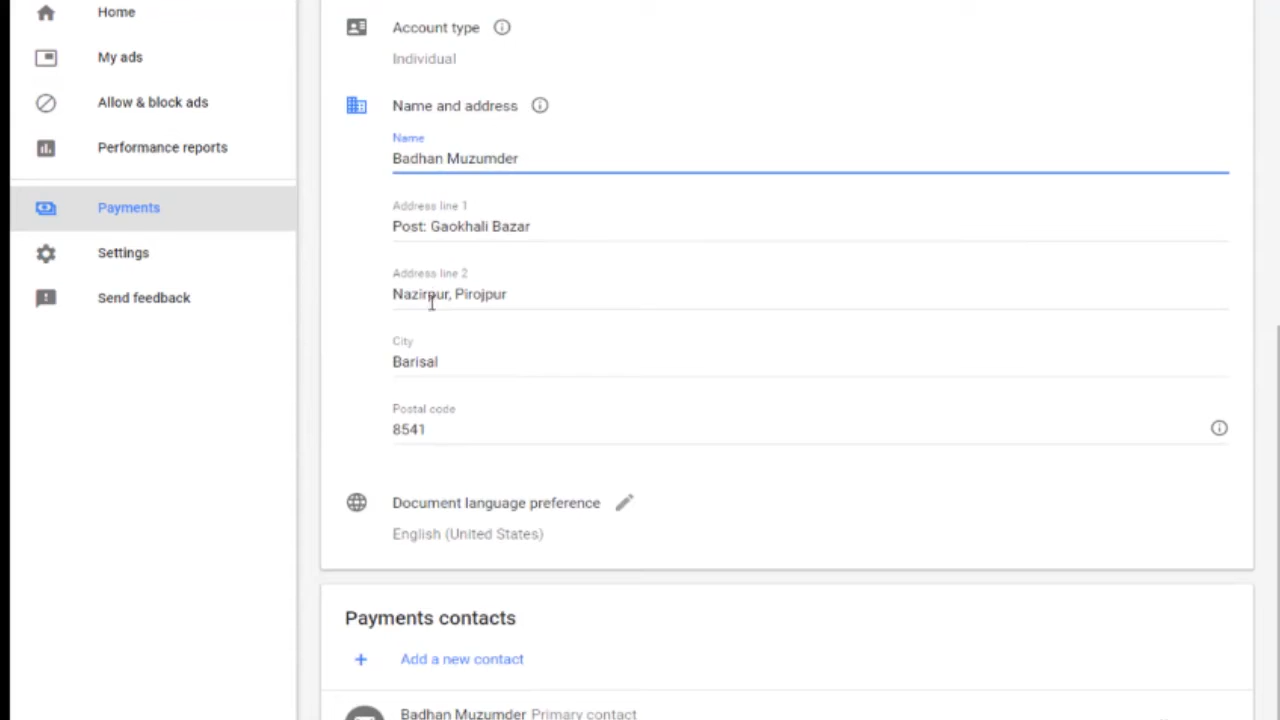 Home
My ads
Allow & block ads
Performance reports
Payments
Settings
Send feedback
Account type
Individual
Name and address
Name
Badhan Muzumder
Address line 1
Post: Gaokhali Bazar
Address line 2
Nazirpur, Pirojpur
City
Barisal
Postal code
8541
Document language preference
English (United States)
Payments contacts
+ Add a new contact
Badhan Muzumder Primary contact